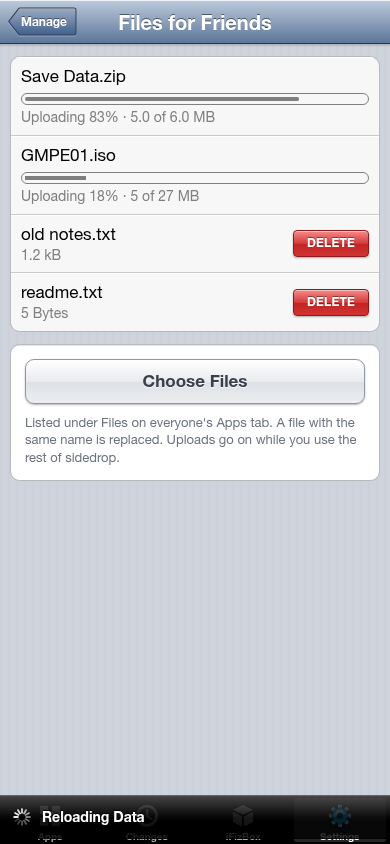 Manage
Files for Friends
Save Data.zip
Uploading 83% · 5.0 of 6.0 MB
GMPE01.iso
Uploading 18% · 5 of 27 MB
old notes.txt
DELETE
1.2 kB
readme.txt
DELETE
5 Bytes
Choose Files
Listed under Files on everyone's Apps tab. A file with the
same name is replaced. Uploads go on while you use the
rest of sidedrop.
Reloading Data
Apps
Changes
iFizBox
Settings